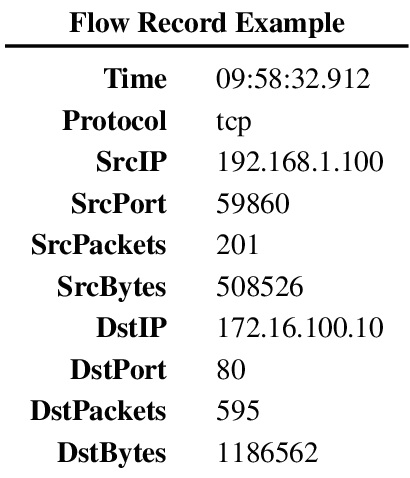 Flow Record Example
Time 09:58:32.912
Protocol tcp
SrcIP 192.168.1.100
SrcPort 59860
SrcPackets 201
SrcBytes 508526
DstIP 172.16.100.10
DstPort 80
DstPackets 595
DstBytes 1186562